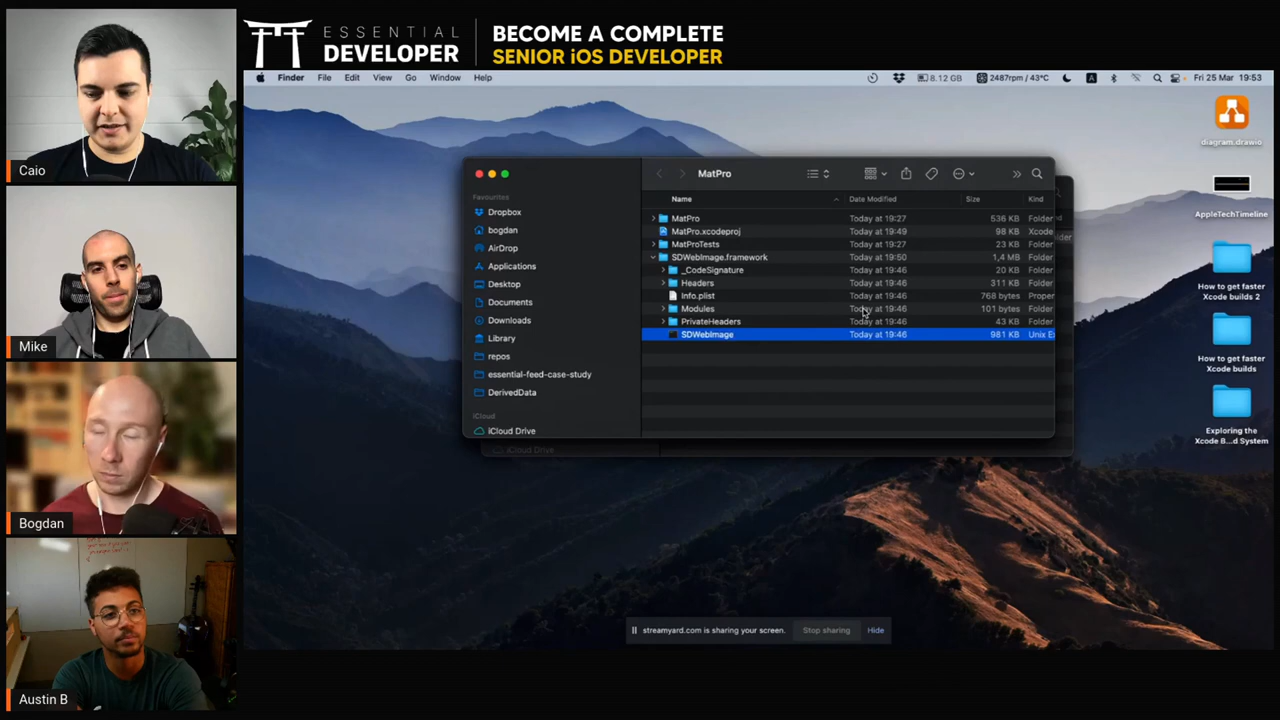 ESSENTIAL
DEVELOPER
BECOME A COMPLETE
SENIOR iOS DEVELOPER
Finder File Edit View Go Window Help
8.12 GB
2487rpm / 43°C
A
Fri 25 Mar 19:53
Caio
Mike
Bogdan
Austin B
MatPro
Favourites
Dropbox
bogdan
AirDrop
Applications
Desktop
Documents
Downloads
Library
repos
essential-feed-case-study
DerivedData
iCloud
iCloud Drive
Name Date Modified Size Kind
MatPro Today at 19:27 536 KB Folder
MatPro.xcodeproj Today at 19:49 98 KB Xcode
MatProTests Today at 19:27 23 KB Folder
SDWebImage.framework Today at 19:50 1,4 MB Folder
_CodeSignature Today at 19:46 20 KB Folder
Headers Today at 19:46 311 KB Folder
Info.plist Today at 19:46 768 bytes Proper
Modules Today at 19:46 101 bytes Folder
PrivateHeaders Today at 19:46 43 KB Folder
SDWebImage Today at 19:46 981 KB Unix E
iCloud Drive
diagram.drawio
AppleTechTimeline
How to get faster
Xcode builds 2
How to get faster
Xcode builds
Exploring the
Xcode B...d System
streamyard.com is sharing your screen. Stop sharing Hide